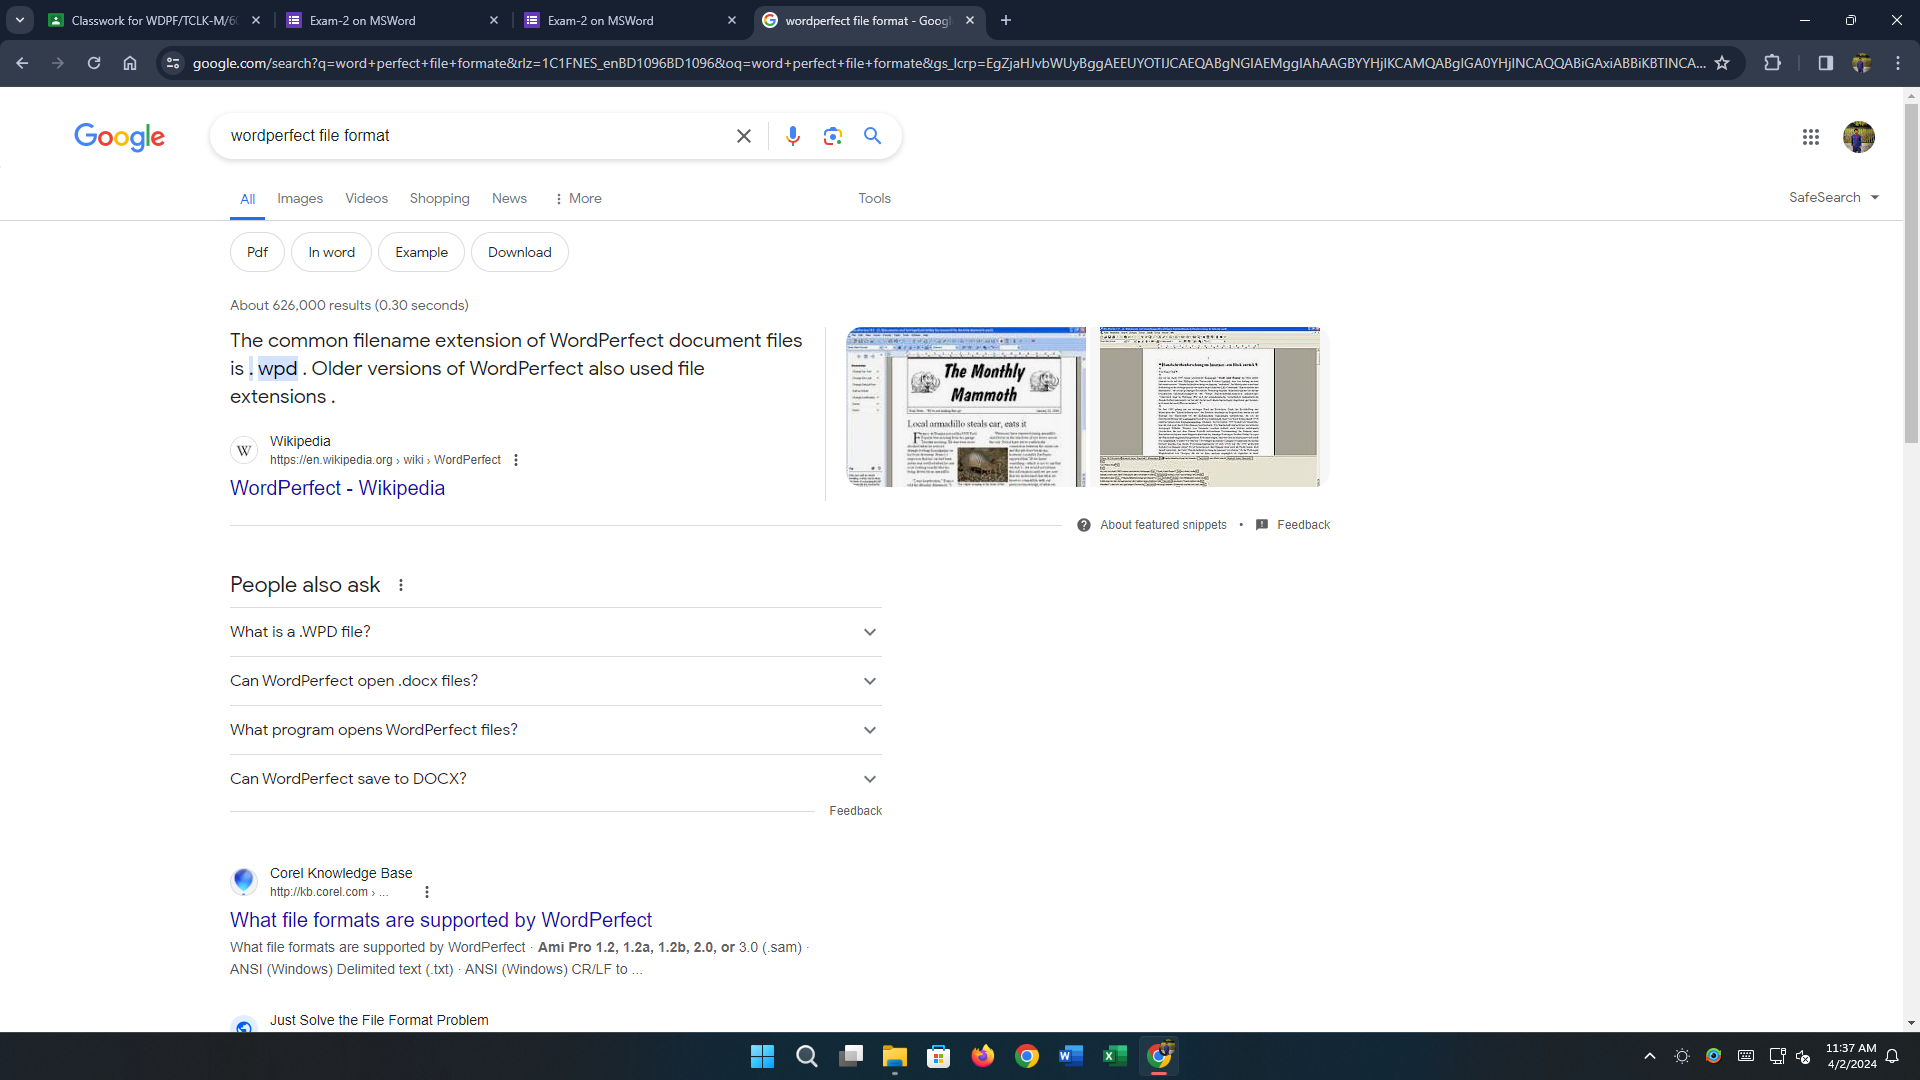 Classwork for WDPF/TCLK-M/60
Exam-2 on MSWord
Exam-2 on MSWord
wordperfect file format - Googl
google.com/search?q=word+perfect+file+formate&rlz=1C1FNES_enBD1096BD1096&oq=word+perfect+file+formate&gs_lcrp=EgZjaHJvbWUyBggAEEUYOTIJCAEQABgNGIAEMggIAhAAGBYYHjIKCAMQABgIGA0YHjINCAQQABiGAxiABBiKBTINCA...
Google
wordperfect file format
All
Images
Videos
Shopping
News
More
Tools
SafeSearch
Pdf
In word
Example
Download
About 626,000 results (0.30 seconds)
The common filename extension of WordPerfect document files
is . wpd . Older versions of WordPerfect also used file
extensions .
The Monthly
Mammoth
Local armadillo steals car, eats it
W
Wikipedia
https://en.wikipedia.org › wiki › WordPerfect
WordPerfect - Wikipedia
About featured snippets
•
Feedback
People also ask
What is a .WPD file?
Can WordPerfect open .docx files?
What program opens WordPerfect files?
Can WordPerfect save to DOCX?
Feedback
Corel Knowledge Base
http://kb.corel.com › ...
What file formats are supported by WordPerfect
What file formats are supported by WordPerfect · Ami Pro 1.2, 1.2a, 1.2b, 2.0, or 3.0 (.sam) ·
ANSI (Windows) Delimited text (.txt) · ANSI (Windows) CR/LF to ...
Just Solve the File Format Problem
11:37 AM
4/2/2024